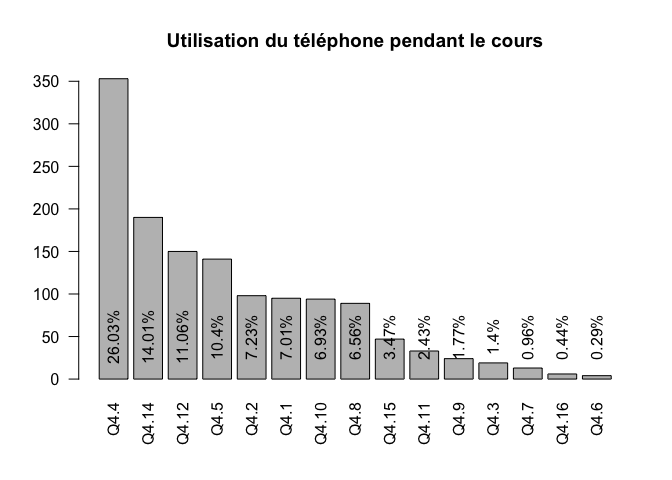 Utilisation du téléphone pendant le cours
350
300
250
200
150
100
50
0
26.03%
14.01%
11.06%
10.4%
7.23%
7.01%
6.93%
6.56%
3.47%
2.43%
1.77%
1.4%
0.96%
0.44%
0.29%
Q4.4
Q4.14
Q4.12
Q4.5
Q4.2
Q4.1
Q4.10
Q4.8
Q4.15
Q4.11
Q4.9
Q4.3
Q4.7
Q4.16
Q4.6